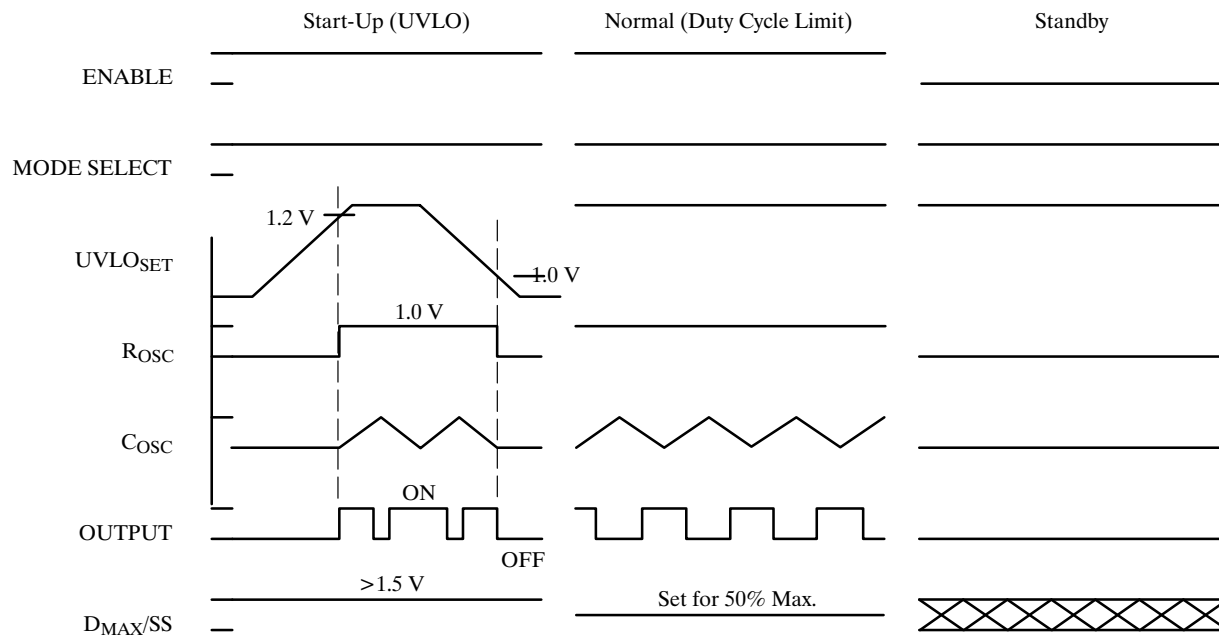 Start-Up (UVLO) Normal (Duty Cycle Limit) Standby
ENABLE
MODE SELECT
1.2 V
UVLOSET
1.0 V
1.0 V
ROSC
COSC
ON
OUTPUT
OFF
>1.5 V
Set for 50% Max.
DMAX/SS